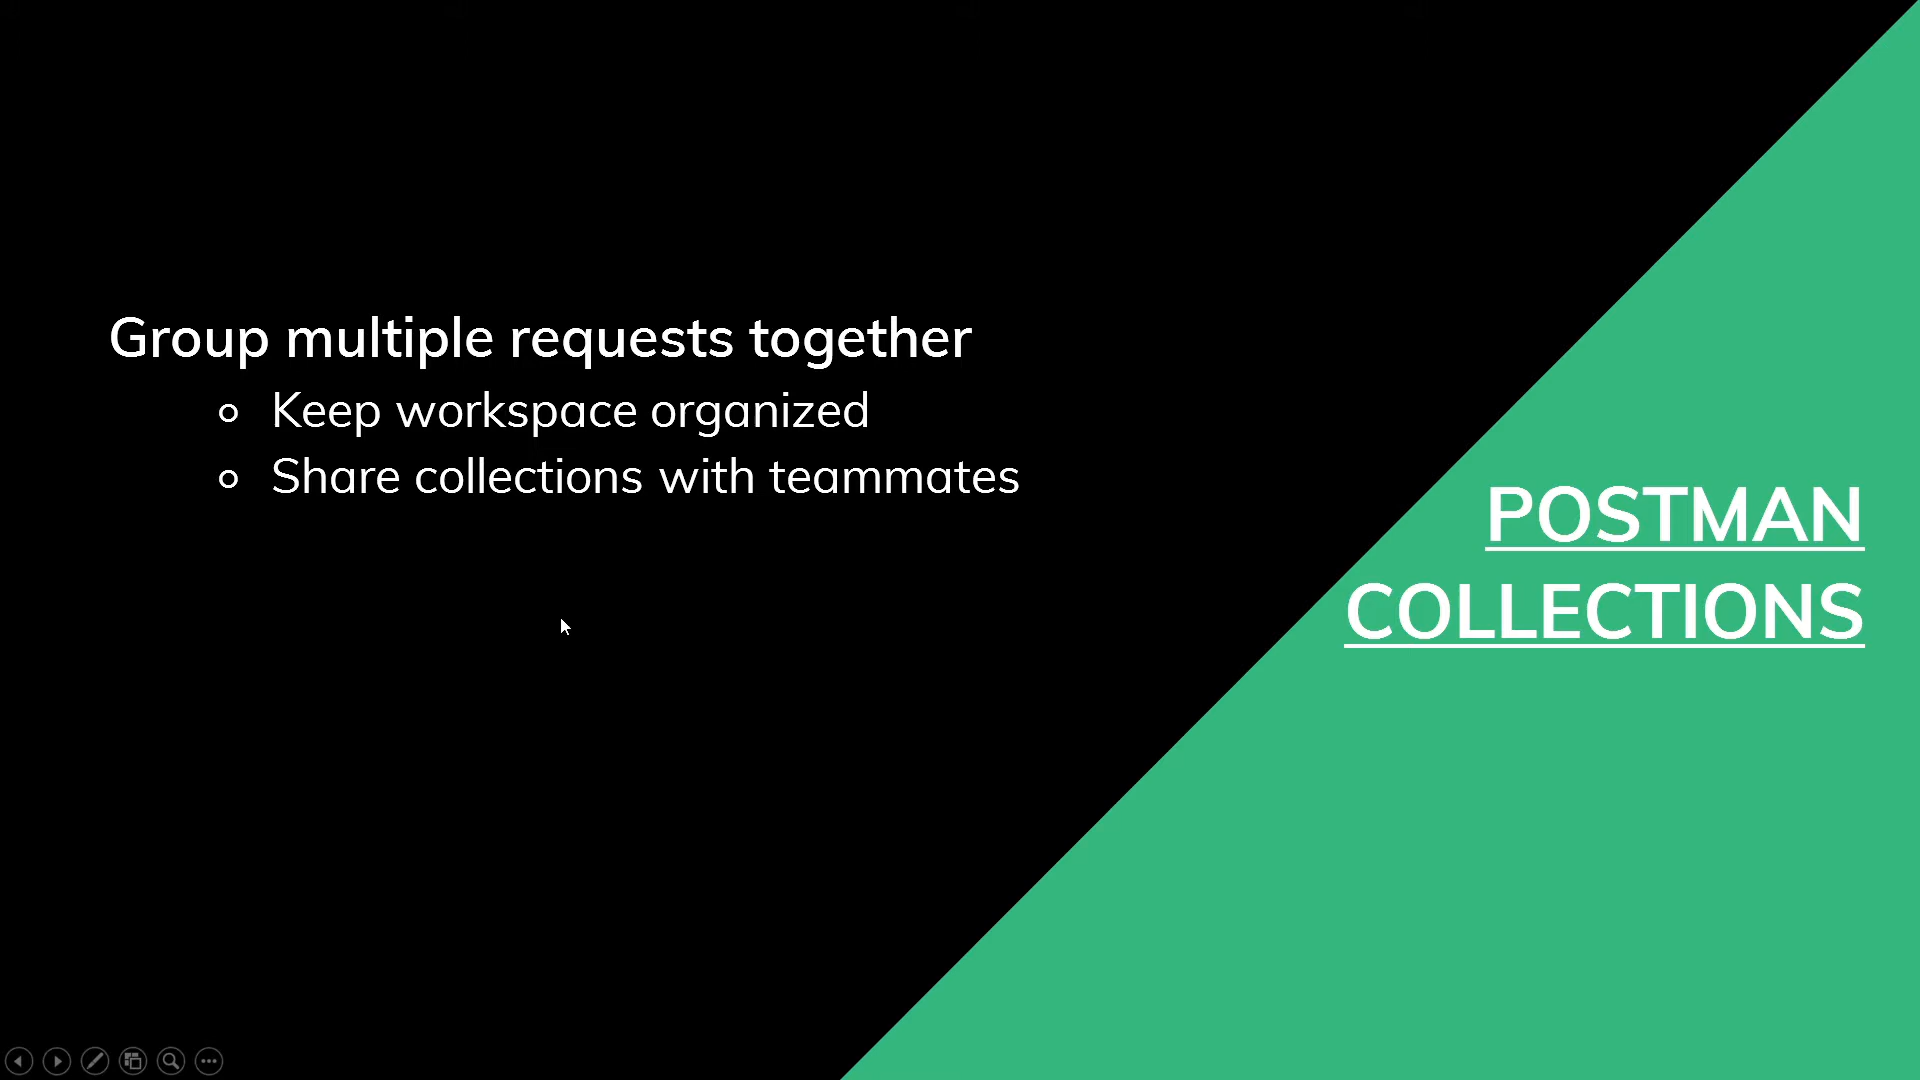 Group multiple requests together
Keep workspace organized
Share collections with teammates
POSTMAN
COLLECTIONS